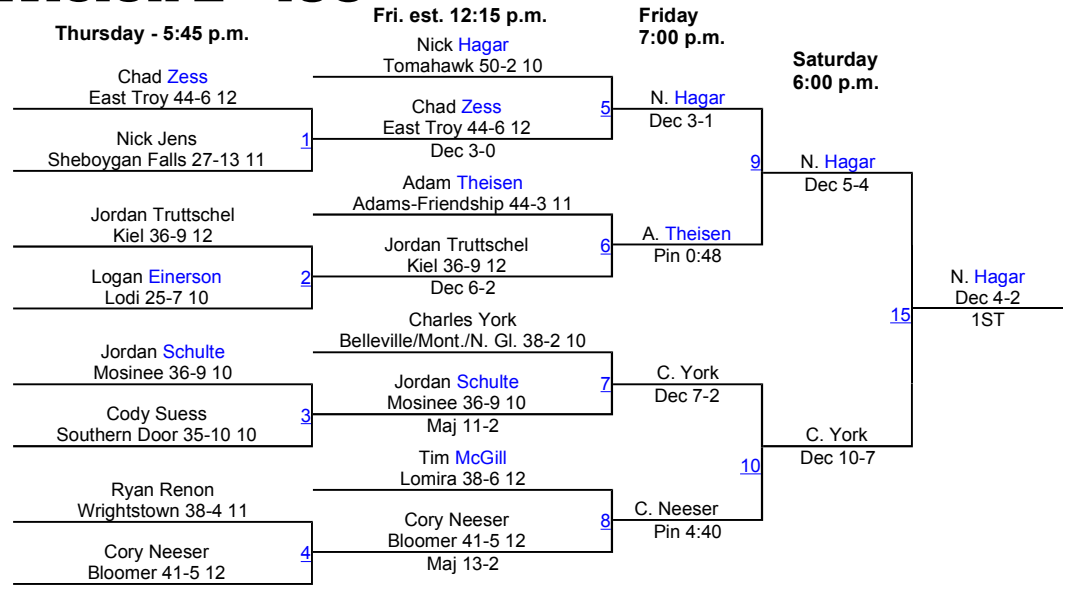 Thursday - 5:45 p.m.
Chad Zess
East Troy 44-6 12
Nick Jens
Sheboygan Falls 27-13 11
1
Jordan Truttschel
Kiel 36-9 12
Logan Einerson
Lodi 25-7 10
2
Jordan Schulte
Mosinee 36-9 10
Cody Suess
Southern Door 35-10 10
3
Ryan Renon
Wrightstown 38-4 11
Cory Neeser
Bloomer 41-5 12
4
Fri. est. 12:15 p.m.
Nick Hagar
Tomahawk 50-2 10
Chad Zess
East Troy 44-6 12
Dec 3-0
5
Adam Theisen
Adams-Friendship 44-3 11
Jordan Truttschel
Kiel 36-9 12
Dec 6-2
6
Charles York
Belleville/Mont./N. Gl. 38-2 10
Jordan Schulte
Mosinee 36-9 10
Maj 11-2
7
Tim McGill
Lomira 38-6 12
Cory Neeser
Bloomer 41-5 12
Maj 13-2
8
Friday
7:00 p.m.
N. Hagar
Dec 3-1
9
A. Theisen
Pin 0:48
C. York
Dec 7-2
10
C. Neeser
Pin 4:40
Saturday
6:00 p.m.
N. Hagar
Dec 5-4
15
C. York
Dec 10-7
N. Hagar
Dec 4-2
1ST